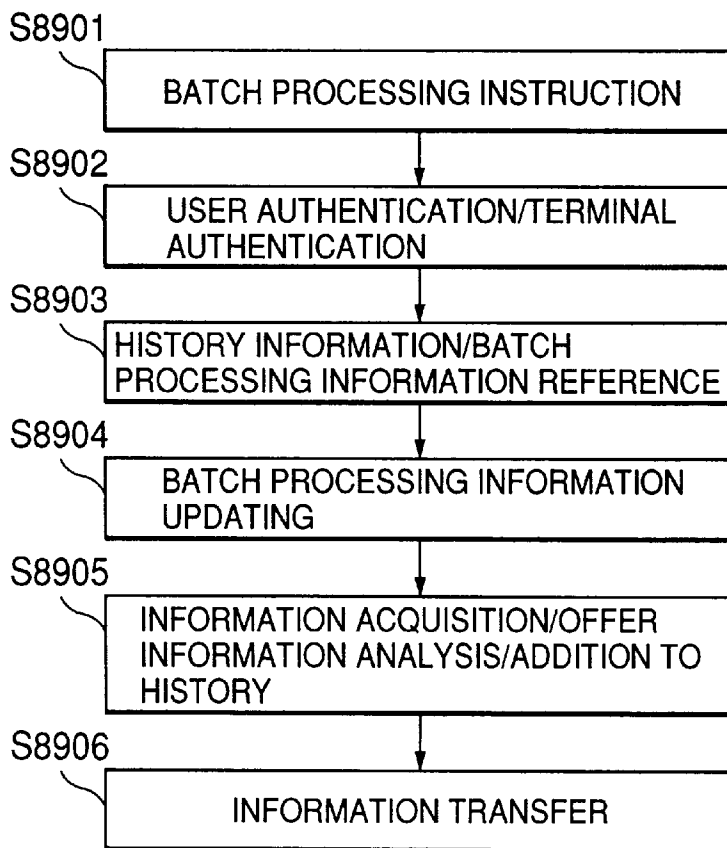 S8901
BATCH PROCESSING INSTRUCTION
S8902
USER AUTHENTICATION/TERMINAL
AUTHENTICATION
S8903
HISTORY INFORMATION/BATCH
PROCESSING INFORMATION REFERENCE
S8904
BATCH PROCESSING INFORMATION
UPDATING
S8905
INFORMATION ACQUISITION/OFFER
INFORMATION ANALYSIS/ADDITION TO
HISTORY
S8906
INFORMATION TRANSFER